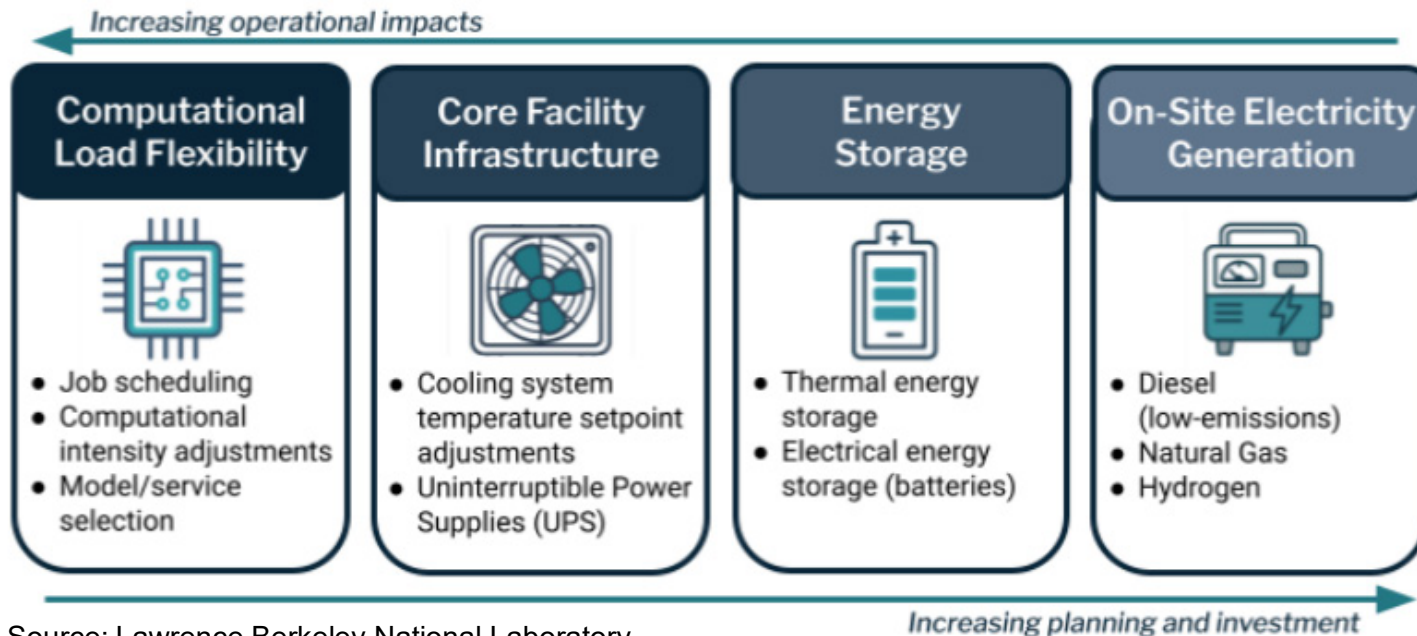 Increasing operational impacts
Computational
Load Flexibility
● Job scheduling
● Computational
intensity adjustments
● Model/service
selection
Core Facility
Infrastructure
● Cooling system
temperature setpoint
adjustments
● Uninterruptible Power
Supplies (UPS)
Energy
Storage
+
-
● Thermal energy
storage
● Electrical energy
storage (batteries)
On-Site Electricity
Generation
● Diesel
(low-emissions)
● Natural Gas
● Hydrogen
Increasing planning and investment
Source: Lawrence Berkeley National Laboratory